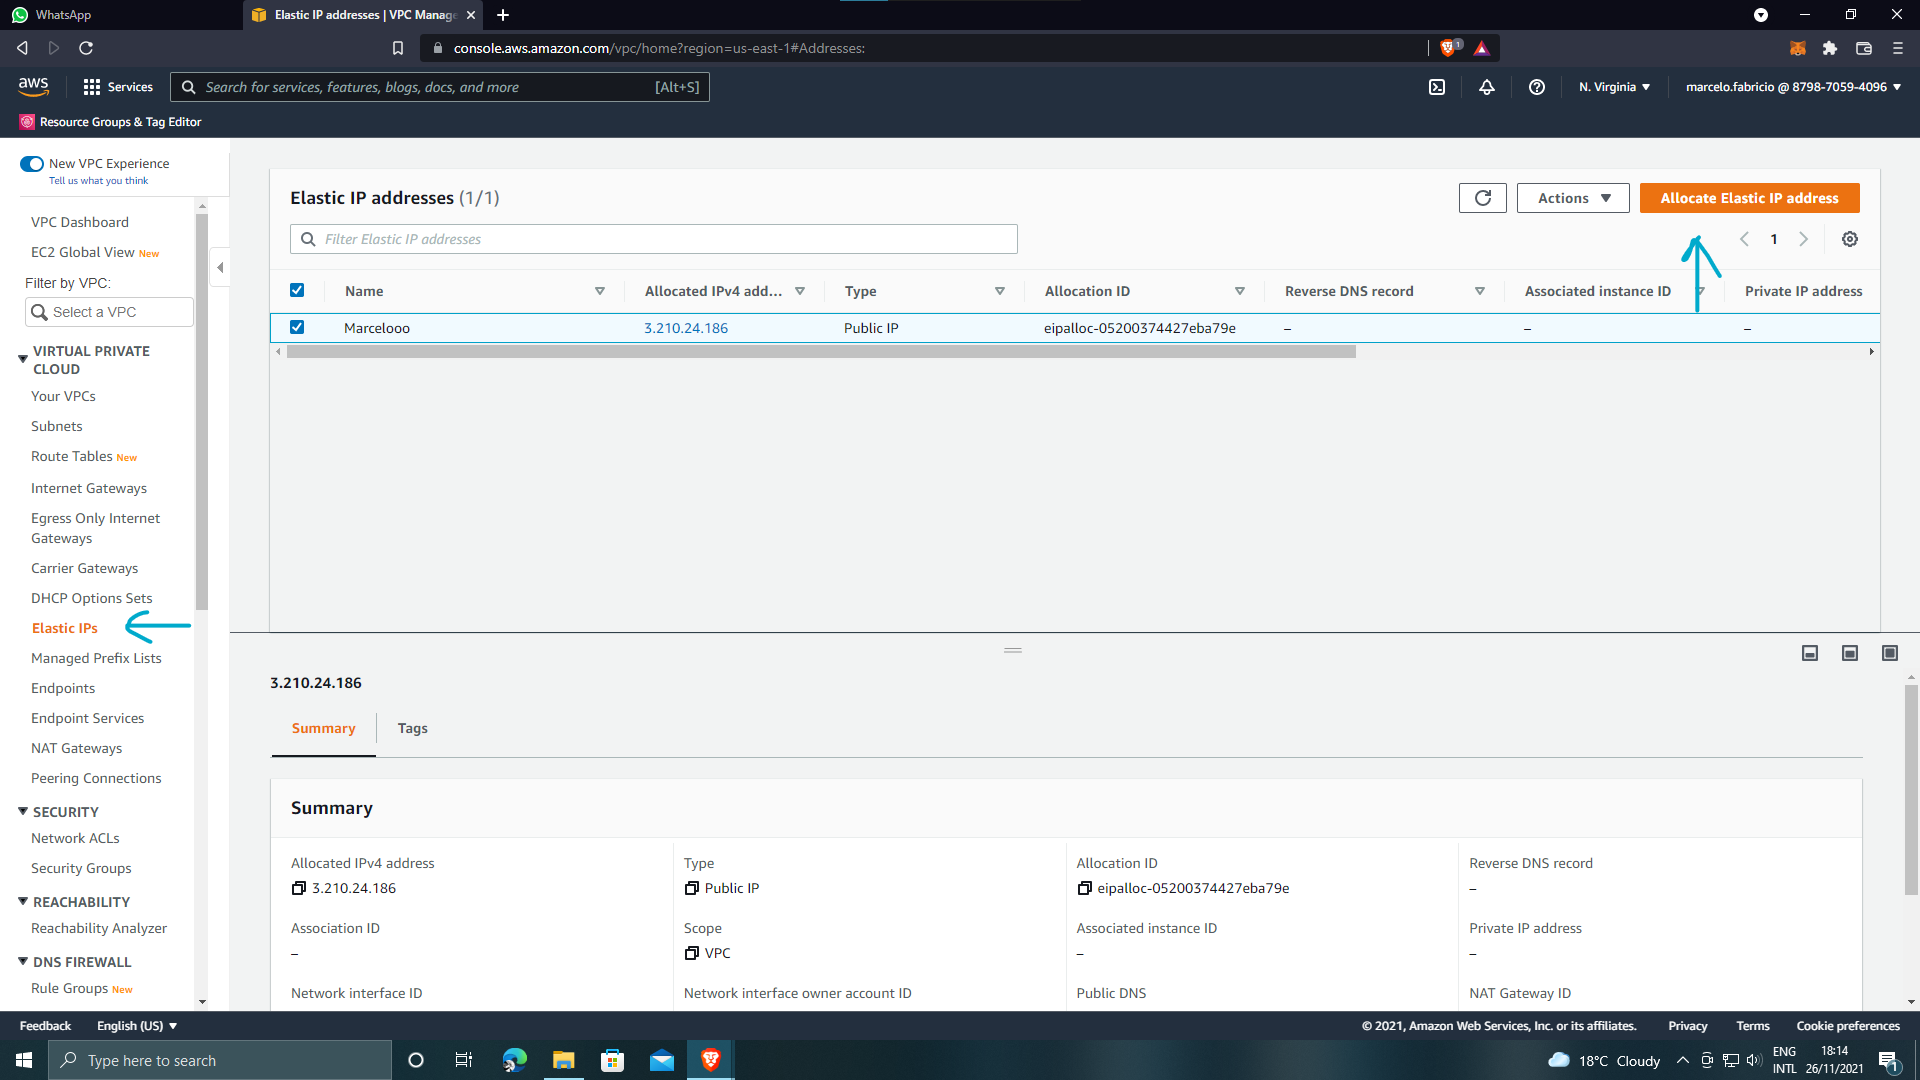 WhatsApp
Elastic IP addresses | VPC Manage
console.aws.amazon.com/vpc/home?region=us-east-1#Addresses:
1
aws
Services
Search for services, features, blogs, docs, and more
[Alt+S]
N. Virginia
marcelo.fabricio @ 8798-7059-4096
Resource Groups & Tag Editor
New VPC Experience
Tell us what you think
VPC Dashboard
EC2 Global View New
Filter by VPC:
Select a VPC
VIRTUAL PRIVATE
CLOUD
Your VPCs
Subnets
Route Tables New
Internet Gateways
Egress Only Internet
Gateways
Carrier Gateways
DHCP Options Sets
Elastic IPs
Managed Prefix Lists
Endpoints
Endpoint Services
NAT Gateways
Peering Connections
SECURITY
Network ACLs
Security Groups
REACHABILITY
Reachability Analyzer
DNS FIREWALL
Rule Groups New
Elastic IP addresses (1/1)
Actions
Allocate Elastic IP address
Filter Elastic IP addresses
1
Name Allocated IPv4 add... Type Allocation ID Reverse DNS record Associated instance ID Private IP address
Marcelooo 3.210.24.186 Public IP eipalloc-05200374427eba79e – – –
3.210.24.186
Summary Tags
Summary
Allocated IPv4 address Type Allocation ID Reverse DNS record
3.210.24.186 Public IP eipalloc-05200374427eba79e –
Association ID Scope Associated instance ID Private IP address
– VPC – –
Network interface ID Network interface owner account ID Public DNS NAT Gateway ID
Feedback English (US) © 2021, Amazon Web Services, Inc. or its affiliates. Privacy Terms Cookie preferences
Type here to search
18°C Cloudy
ENG
INTL
18:14
26/11/2021
1